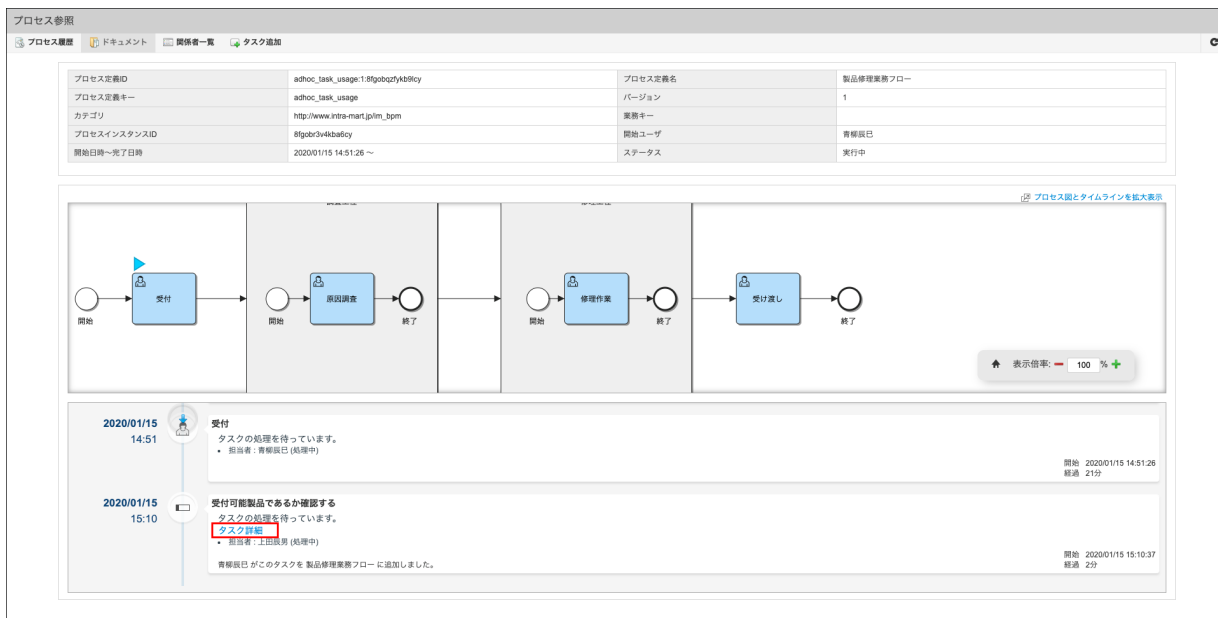 プロセス参照
プロセス履歴 ドキュメント 関係者一覧 タスク追加
プロセス定義ID adhoc_task_usage:1:8fgobqzfykb9lcy プロセス定義名 製品修理業務フロー
プロセス定義キー adhoc_task_usage バージョン 1
カテゴリ http://www.intra-mart.jp/im_bpm 業務キー
プロセスインスタンスID 8fgobr3v4kba6cy 開始ユーザ 青柳辰巳
開始日時～完了日時 2020/01/15 14:51:26 ～ ステータス 実行中
プロセス図とタイムラインを拡大表示
受付 原因調査 修理作業 受け渡し
開始 開始 終了 開始 終了 終了
表示倍率: 100 %
2020/01/15 受付
14:51 タスクの処理を待っています。
担当者 : 青柳辰巳 (処理中)
開始 2020/01/15 14:51:26
経過 21分
2020/01/15 受付可能製品であるか確認する
15:10 タスクの処理を待っています。
タスク詳細
担当者 : 上田辰男 (処理中)
開始 2020/01/15 15:10:37
経過 2分
青柳辰巳 がこのタスクを 製品修理業務フロー に追加しました。